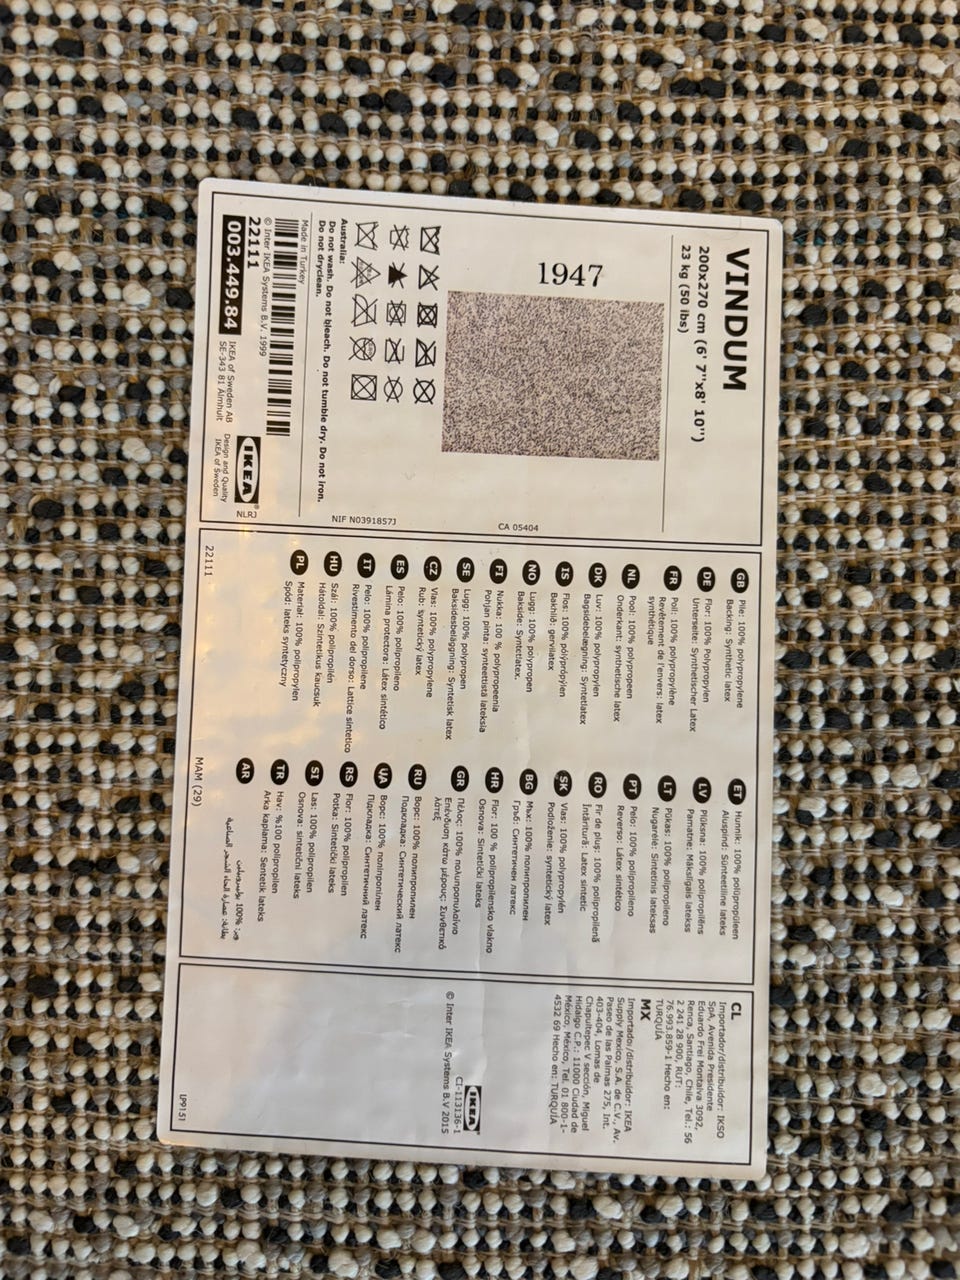 VINDUM
200x270 cm (6' 7"x8' 10")
23 kg (50 lbs)
1947
CA 05404
NIF N0391857J
Australia:
Do not wash. Do not bleach. Do not tumble dry. Do not iron.
Do not dryclean.
Made in Turkey
© Inter IKEA Systems B.V. 1999
22111
003.449.84
IKEA of Sweden AB
SE-343 81 Älmhult
IKEA®
NLRJ
Design and Quality
IKEA of Sweden
GB Pile: 100% polypropylene
Backing: Synthetic latex
DE Flor: 100% Polypropylen
Unterseite: Synthetischer Latex
FR Poil: 100% polypropylène
Revêtement de l'envers: latex
synthétique
NL Pool: 100% polypropeen
Onderkant: synthetische latex
DK Luv: 100% polypropylen
Bagsidebelægning: Syntetlatex
IS Flos: 100% pólýprópýlen
Bakhlið: gervilatex
NO Lugg: 100% polypropen
Bakside: Syntetlatex.
FI Nukka: 100 % polypropeenia
Pohjan pinta: synteettistä lateksia
SE Lugg: 100% polypropen
Baksidesbeläggning: Syntetisk latex
CZ Vlas: 100% polypropylene
Rub: syntetický latex
ES Pelo: 100% polipropileno
Lámina protectora: Látex sintético
IT Pelo: 100% polipropilene
Rivestimento del dorso: Lattice sintetico
HU Szál: 100% polipropilén
Hátoldal: Szintetikus kaucsuk
PL Materiał: 100% polipropylen
Spód: lateks syntetyczny
22111
ET Hunnik: 100% polüpropüleen
Aluspind: Sünteetiline lateks
LV Plūksna: 100% polipropilēns
Pamatne: Mākslīgais latekss
LT Pūkas: 100% polipropileno
Nugarėlė: Sintetinis lateksas
PT Pelo: 100% polipropileno
Reverso: Látex sintético
RO Fir de pluş: 100% polipropilenă
Întăritură: Latex sintetic
SK Vlas: 100% polypropylén
Podloženie: syntetický latex
BG Мъх: 100% полипропилен
Гръб: Синтетичен латекс
HR Flor: 100 % polipropilensko vlakno
Osnova: Sintetički lateks
GR Πέλος: 100% πολυπροπυλαίνιο
Επένδυση κάτω μέρους: Συνθετικό
λάτεξ
RU Ворс: 100% полипропилен
Подкладка: Синтетический латекс
UA Ворс: 100% поліпропілен
Підкладка: Синтетичний латекс
RS Flor: 100% polipropilen
Potka: Sintetički lateks
SI Las: 100% polipropilen
Osnova: sintetični lateks
TR Hav: %100 polipropilen
Arka kaplama: Sentetik lateks
AR
MAM (29)
CL
Importador/distribuidor: IKSO
SpA, Avenida Presidente
Eduardo Frei Montalva 3092,
Renca, Santiago, Chile, Tel.: 56
2 241 28 900, RUT:
76.993.859-1 Hecho en:
TURQUÍA
MX
Importador/distribuidor: IKEA
Supply Mexico, S.A. de C.V., Av.
Paseo de las Palmas 275, Int.
403-404, Lomas de
Chapultepec V sección, Miguel
Hidalgo C.P.: 11000 Ciudad de
México, México, Tel. 01 800-1-
4532 69 Hecho en: TURQUÍA
IKEA
CI-113136-1
© Inter IKEA Systems B.V 2015
LP9151